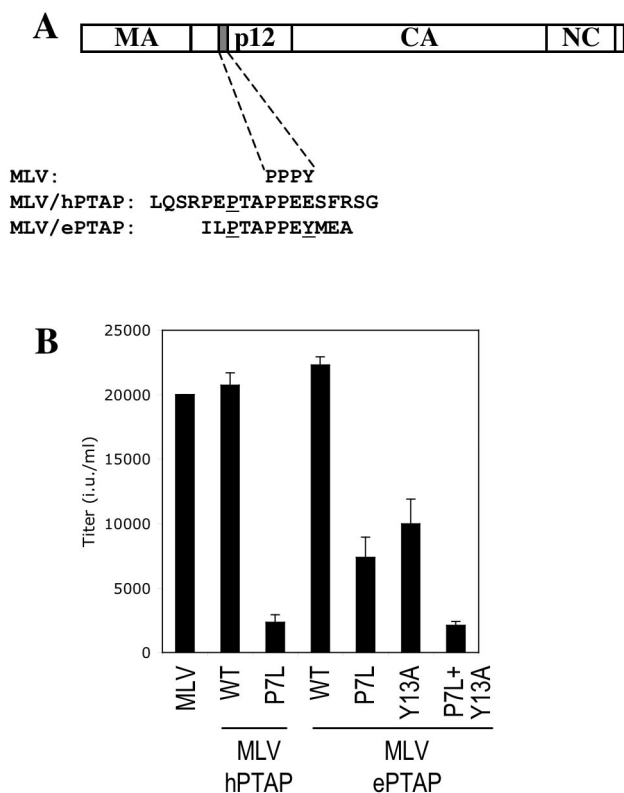 A
MA p12 CA NC
MLV: PPPY
MLV/hPTAP: LQSRPEPTAPPEESFRSG
MLV/ePTAP: ILPTAPPEYMEA
B
Titer (i.u./ml)
25000
20000
15000
10000
5000
0
MLV
WT
P7L
WT
P7L
Y13A
P7L+
Y13A
MLV
hPTAP
MLV
ePTAP